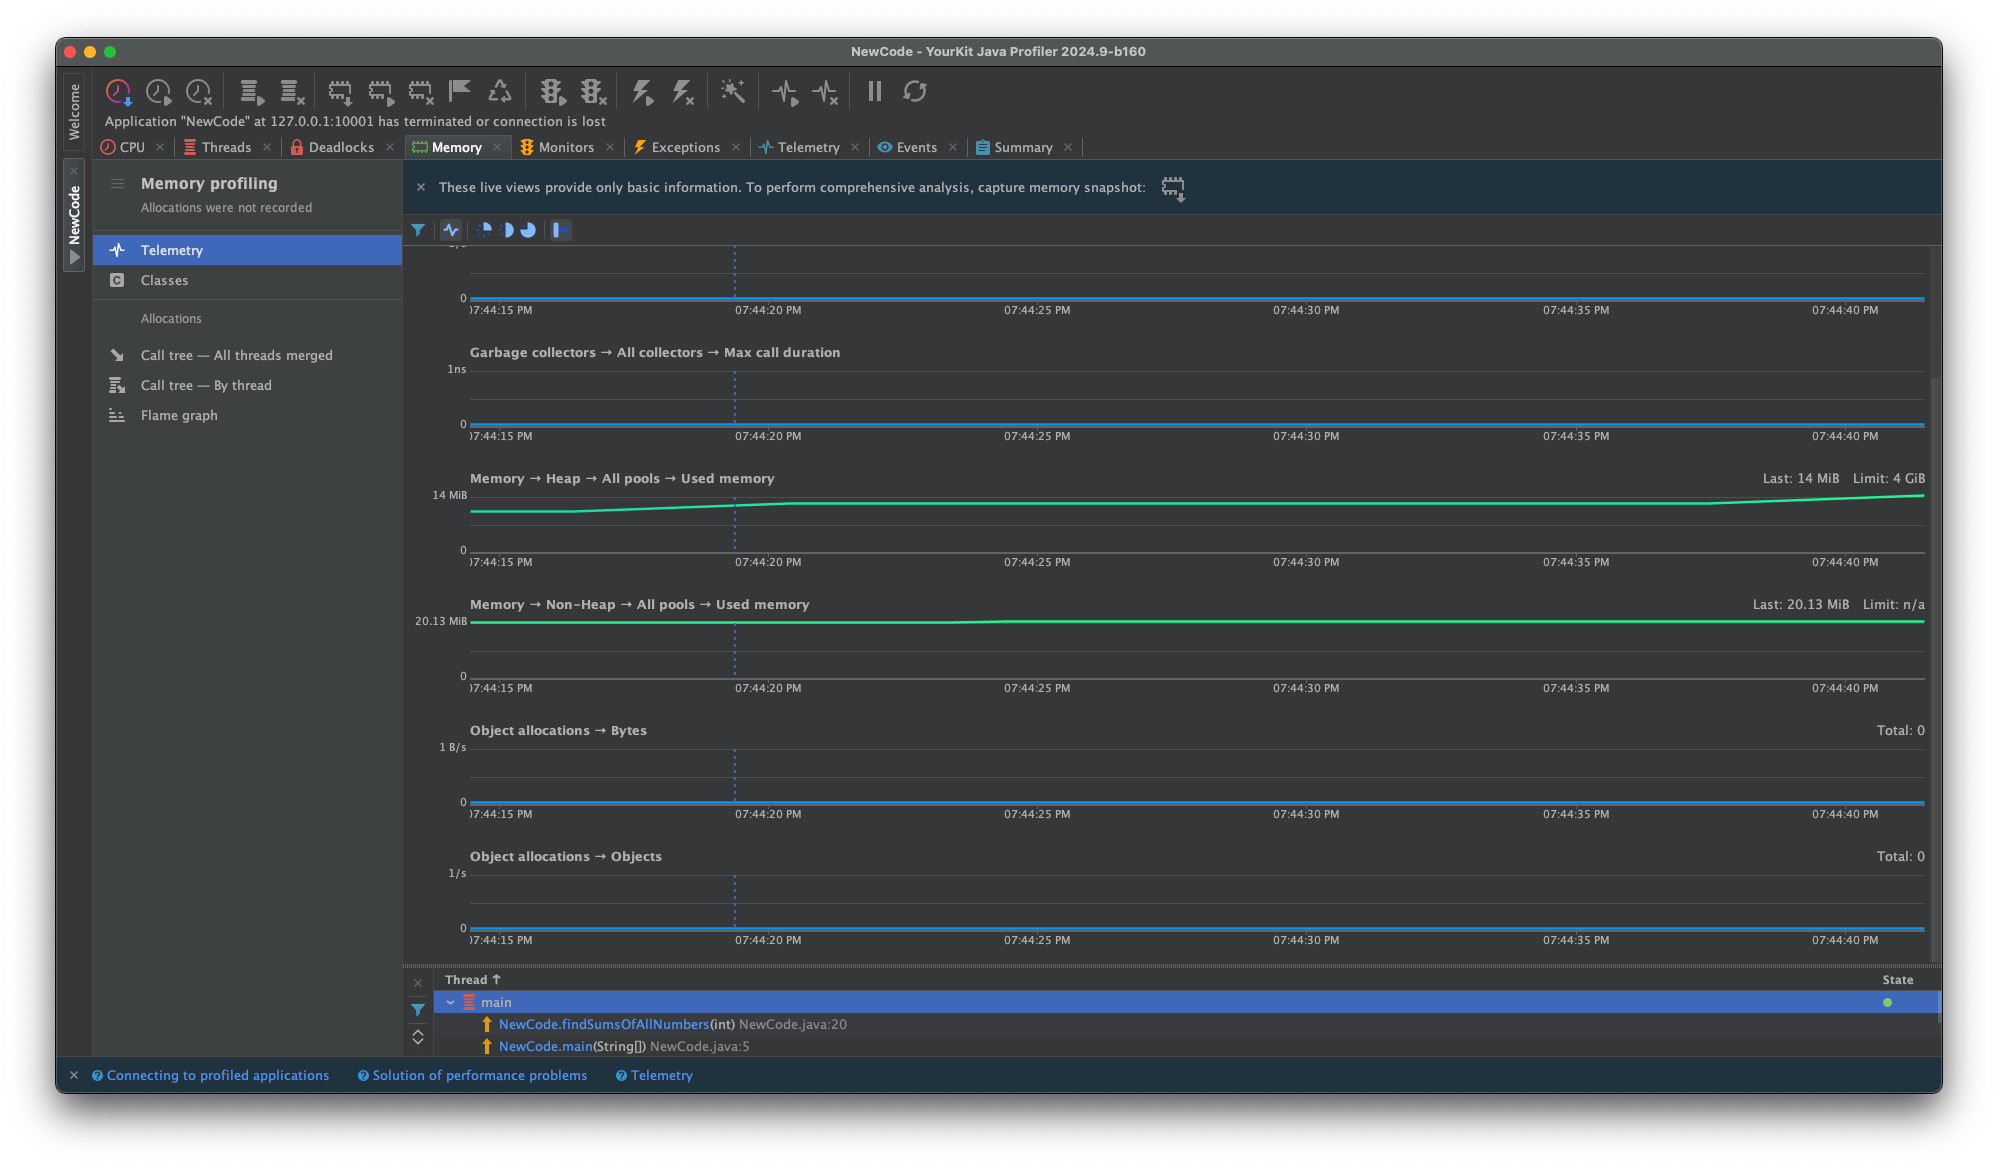 NewCode - YourKit Java Profiler 2024.9-b160
Welcome
NewCode
Application "NewCode" at 127.0.0.1:10001 has terminated or connection is lost
CPU Threads Deadlocks Memory Monitors Exceptions Telemetry Events Summary
Memory profiling
Allocations were not recorded
Telemetry
Classes
Allocations
Call tree — All threads merged
Call tree — By thread
Flame graph
These live views provide only basic information. To perform comprehensive analysis, capture memory snapshot:
0
07:44:15 PM 07:44:20 PM 07:44:25 PM 07:44:30 PM 07:44:35 PM 07:44:40 PM
Garbage collectors → All collectors → Max call duration
1ns
0
07:44:15 PM 07:44:20 PM 07:44:25 PM 07:44:30 PM 07:44:35 PM 07:44:40 PM
Memory → Heap → All pools → Used memory Last: 14 MiB Limit: 4 GiB
14 MiB
0
07:44:15 PM 07:44:20 PM 07:44:25 PM 07:44:30 PM 07:44:35 PM 07:44:40 PM
Memory → Non-Heap → All pools → Used memory Last: 20.13 MiB Limit: n/a
20.13 MiB
0
07:44:15 PM 07:44:20 PM 07:44:25 PM 07:44:30 PM 07:44:35 PM 07:44:40 PM
Object allocations → Bytes Total: 0
1 B/s
0
07:44:15 PM 07:44:20 PM 07:44:25 PM 07:44:30 PM 07:44:35 PM 07:44:40 PM
Object allocations → Objects Total: 0
1/s
0
07:44:15 PM 07:44:20 PM 07:44:25 PM 07:44:30 PM 07:44:35 PM 07:44:40 PM
Thread ↑ State
main
NewCode.findSumsOfAllNumbers(int) NewCode.java:20
NewCode.main(String[]) NewCode.java:5
Connecting to profiled applications Solution of performance problems Telemetry